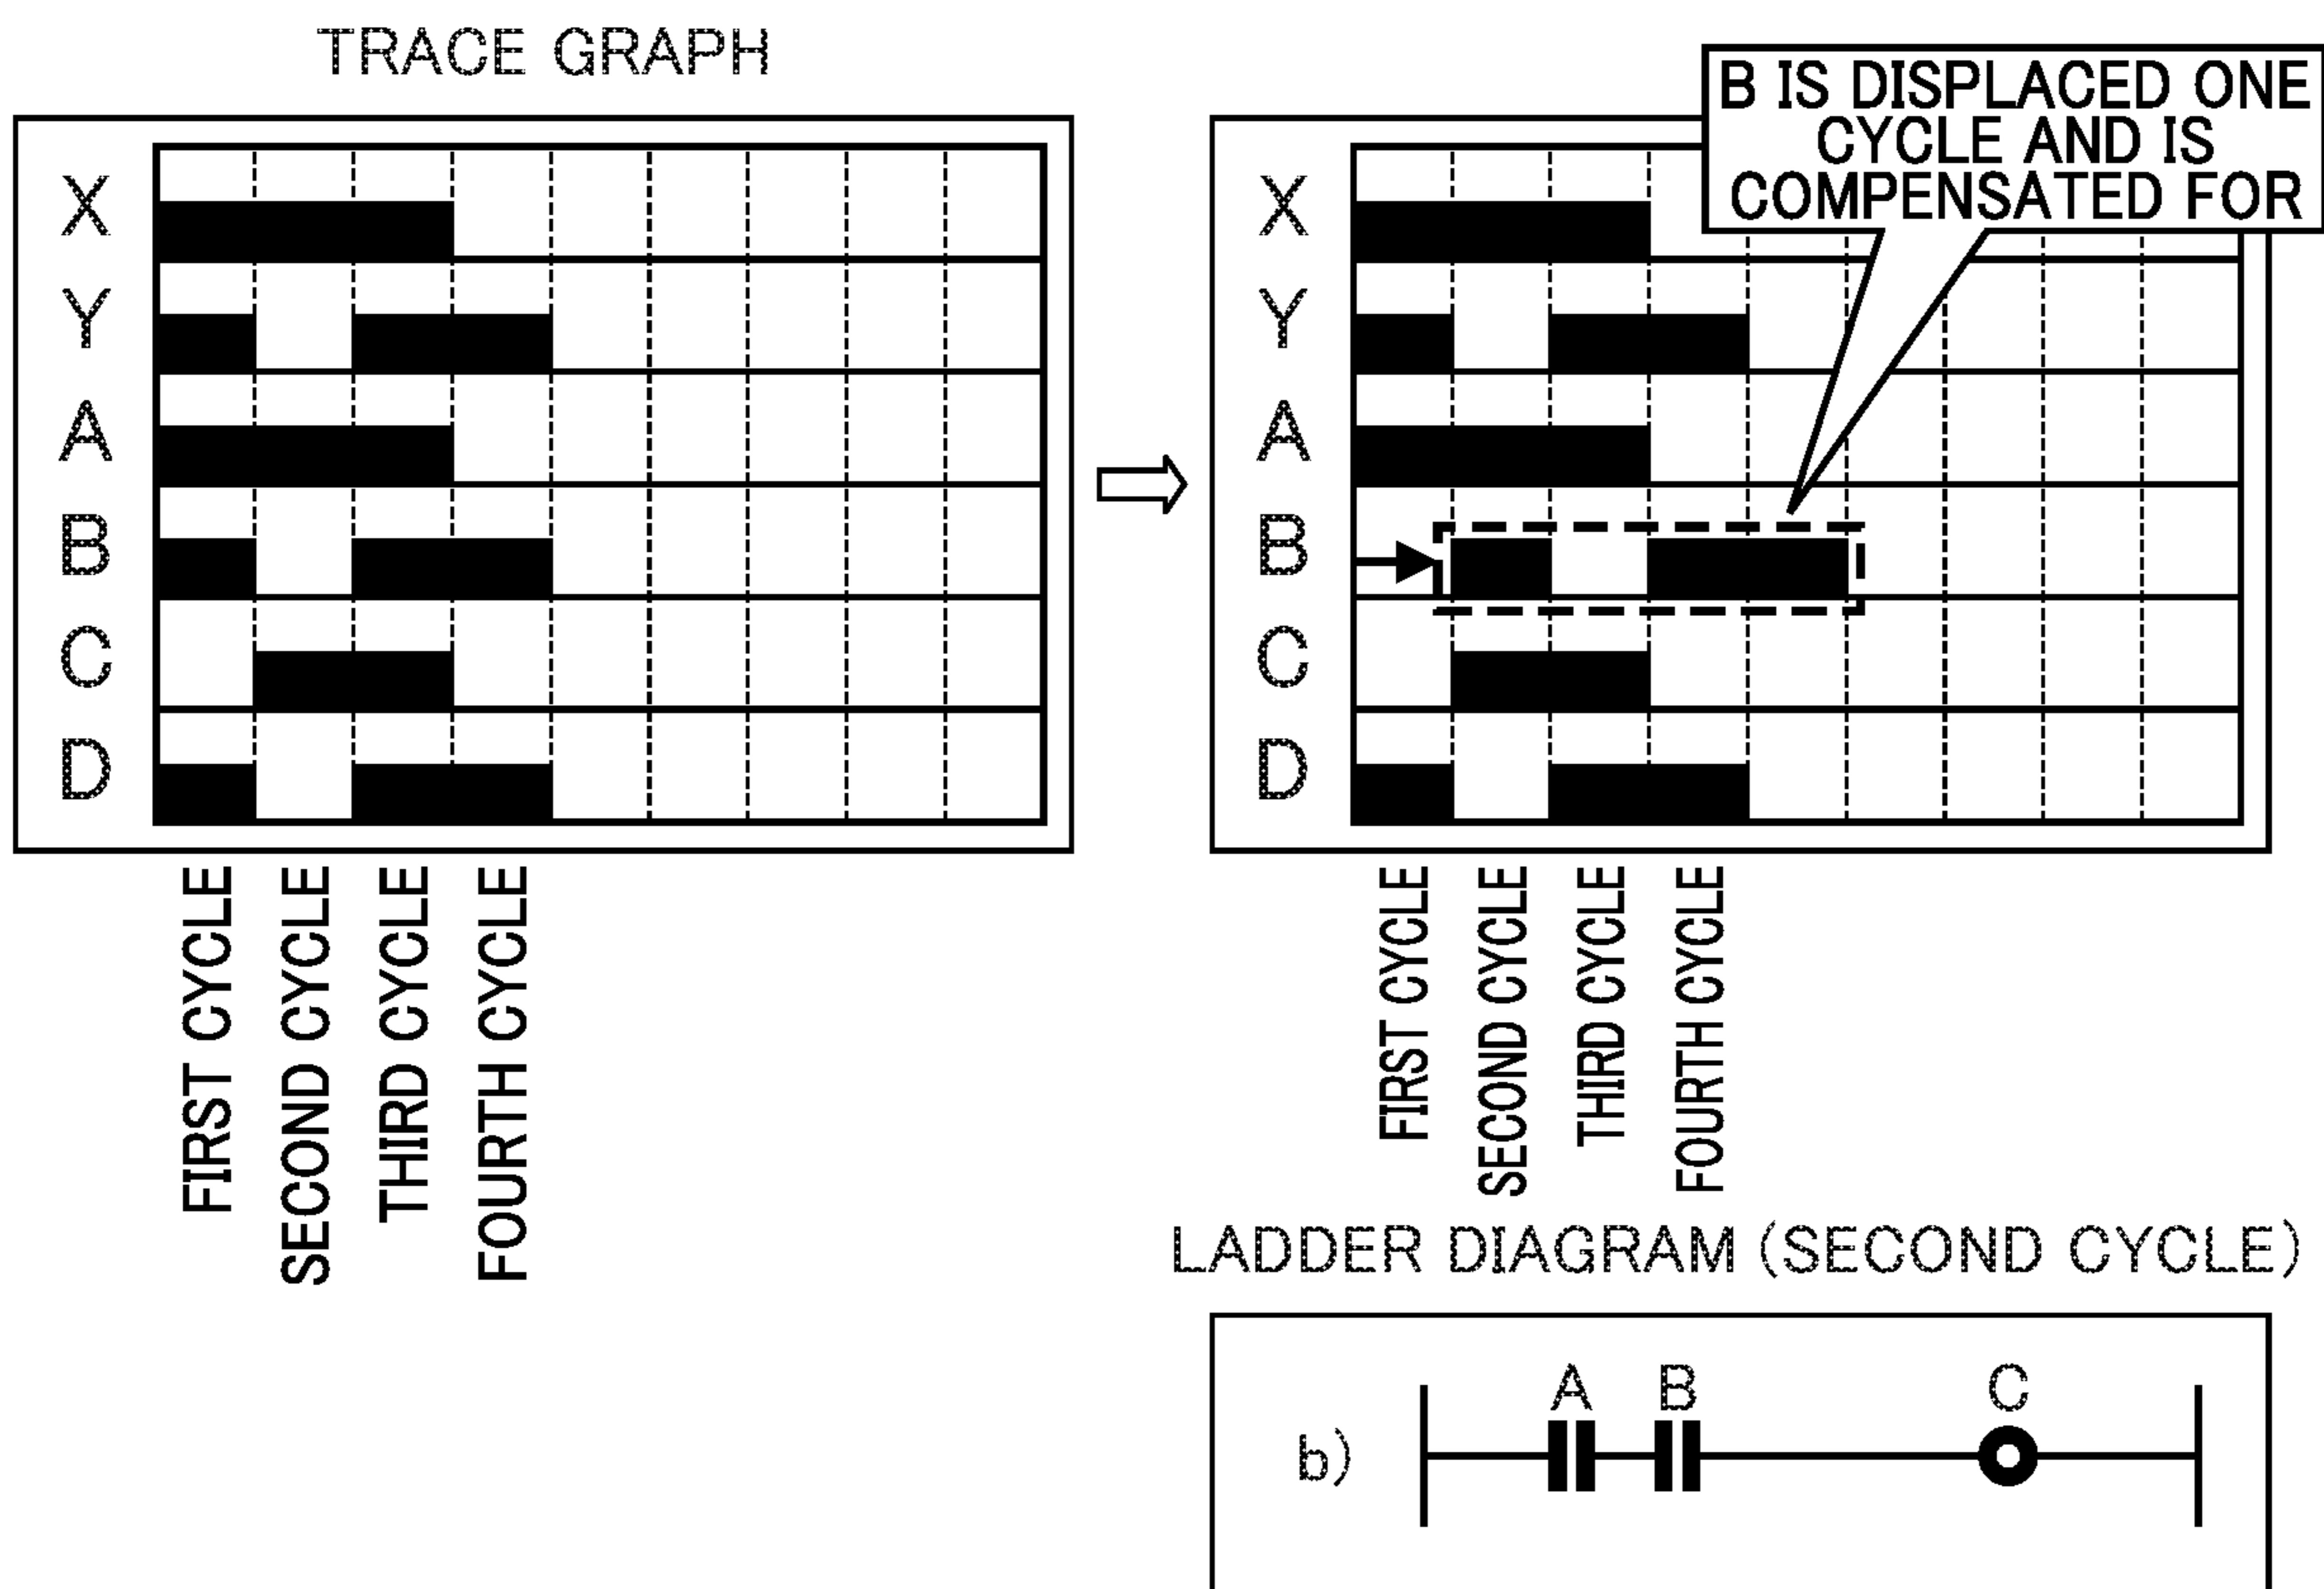 TRACE GRAPH
X
Y
A
B
C
D
FIRST CYCLE
SECOND CYCLE
THIRD CYCLE
FOURTH CYCLE
B IS DISPLACED ONE
CYCLE AND IS
COMPENSATED FOR
X
Y
A
B
C
D
FIRST CYCLE
SECOND CYCLE
THIRD CYCLE
FOURTH CYCLE
LADDER DIAGRAM (SECOND CYCLE)
A B C
b)